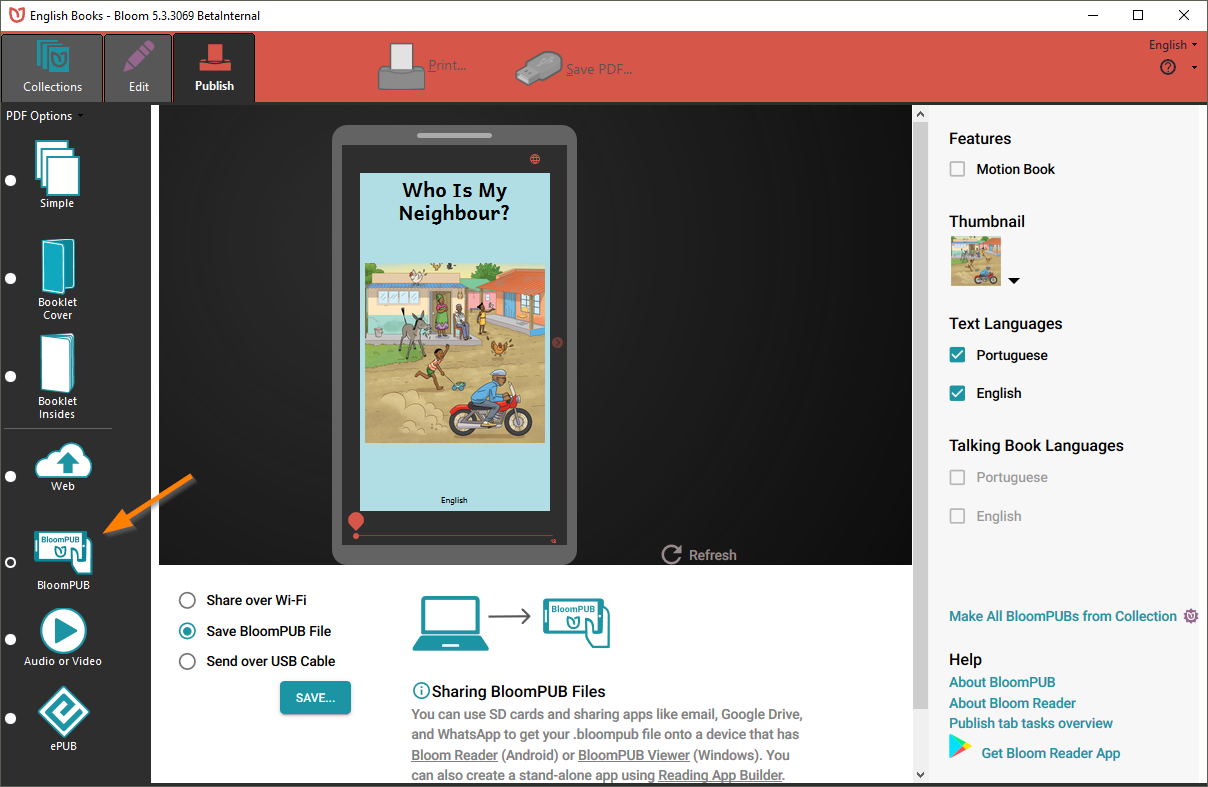 English Books - Bloom 5.3.3069 BetaInternal
English
Collections
Edit
Publish
Print...
Save PDF...
PDF Options
Simple
Booklet
Cover
Booklet
Insides
Web
BloomPUB
BloomPUB
Audio or Video
ePUB
Who Is My
Neighbour?
English
18
Refresh
Share over Wi-Fi
Save BloomPUB File
Send over USB Cable
SAVE...
BloomPUB
Sharing BloomPUB Files
You can use SD cards and sharing apps like email, Google Drive,
and WhatsApp to get your .bloompub file onto a device that has
Bloom Reader (Android) or BloomPUB Viewer (Windows). You
can also create a stand-alone app using Reading App Builder.
Features
Motion Book
Thumbnail
Text Languages
Portuguese
English
Talking Book Languages
Portuguese
English
Make All BloomPUBs from Collection
Help
About BloomPUB
About Bloom Reader
Publish tab tasks overview
Get Bloom Reader App